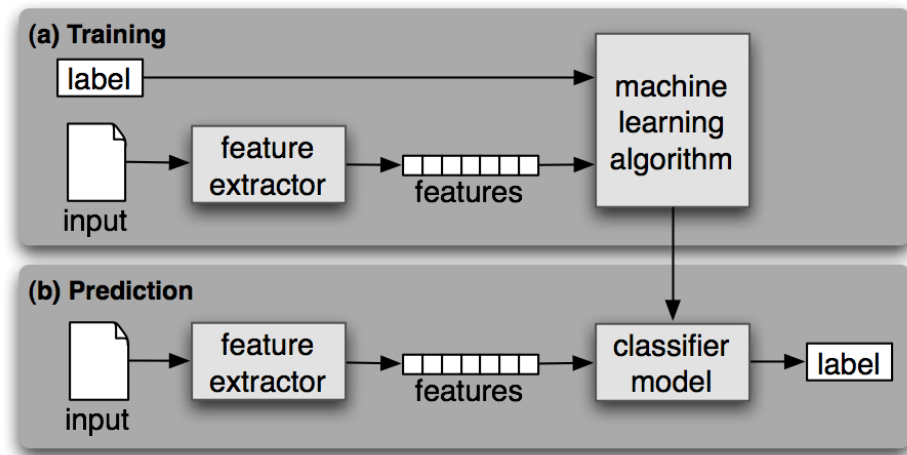 (a) Training
label
machine
learning
algorithm
feature
extractor
features
input
(b) Prediction
feature
extractor
features
classifier
model
label
input